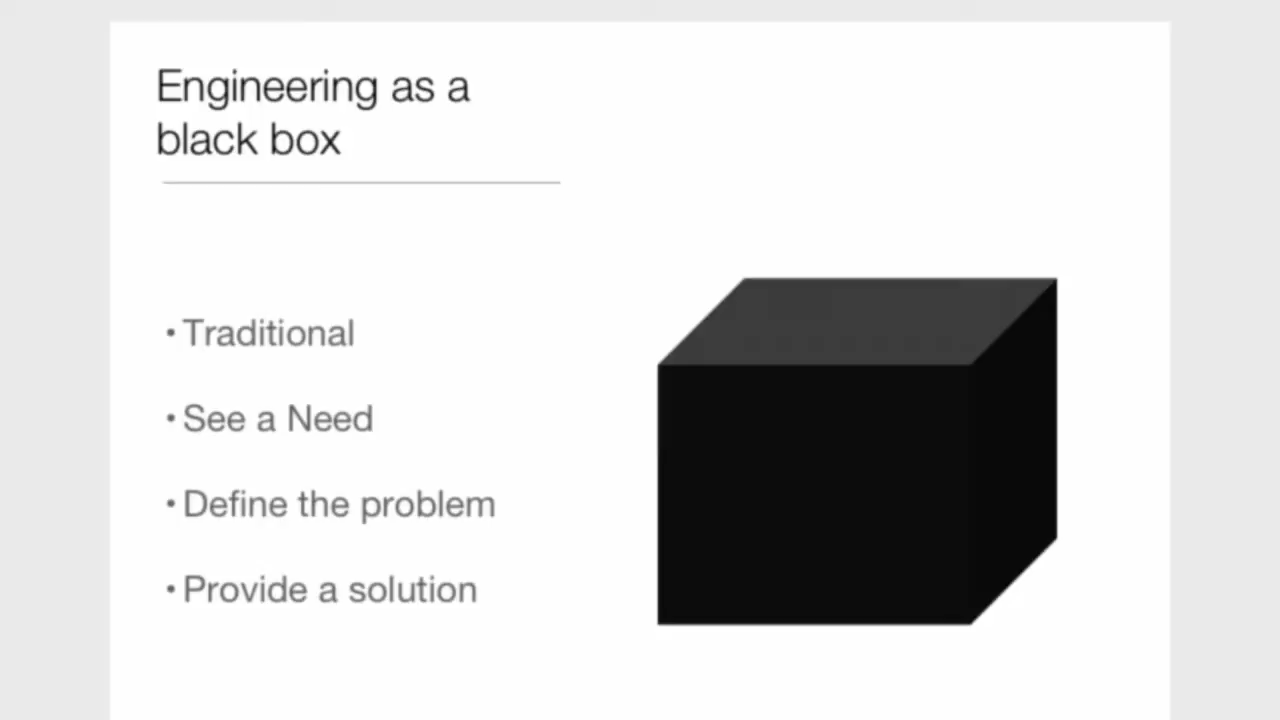 Engineering as a
black box
• Traditional
• See a Need
• Define the problem
• Provide a solution